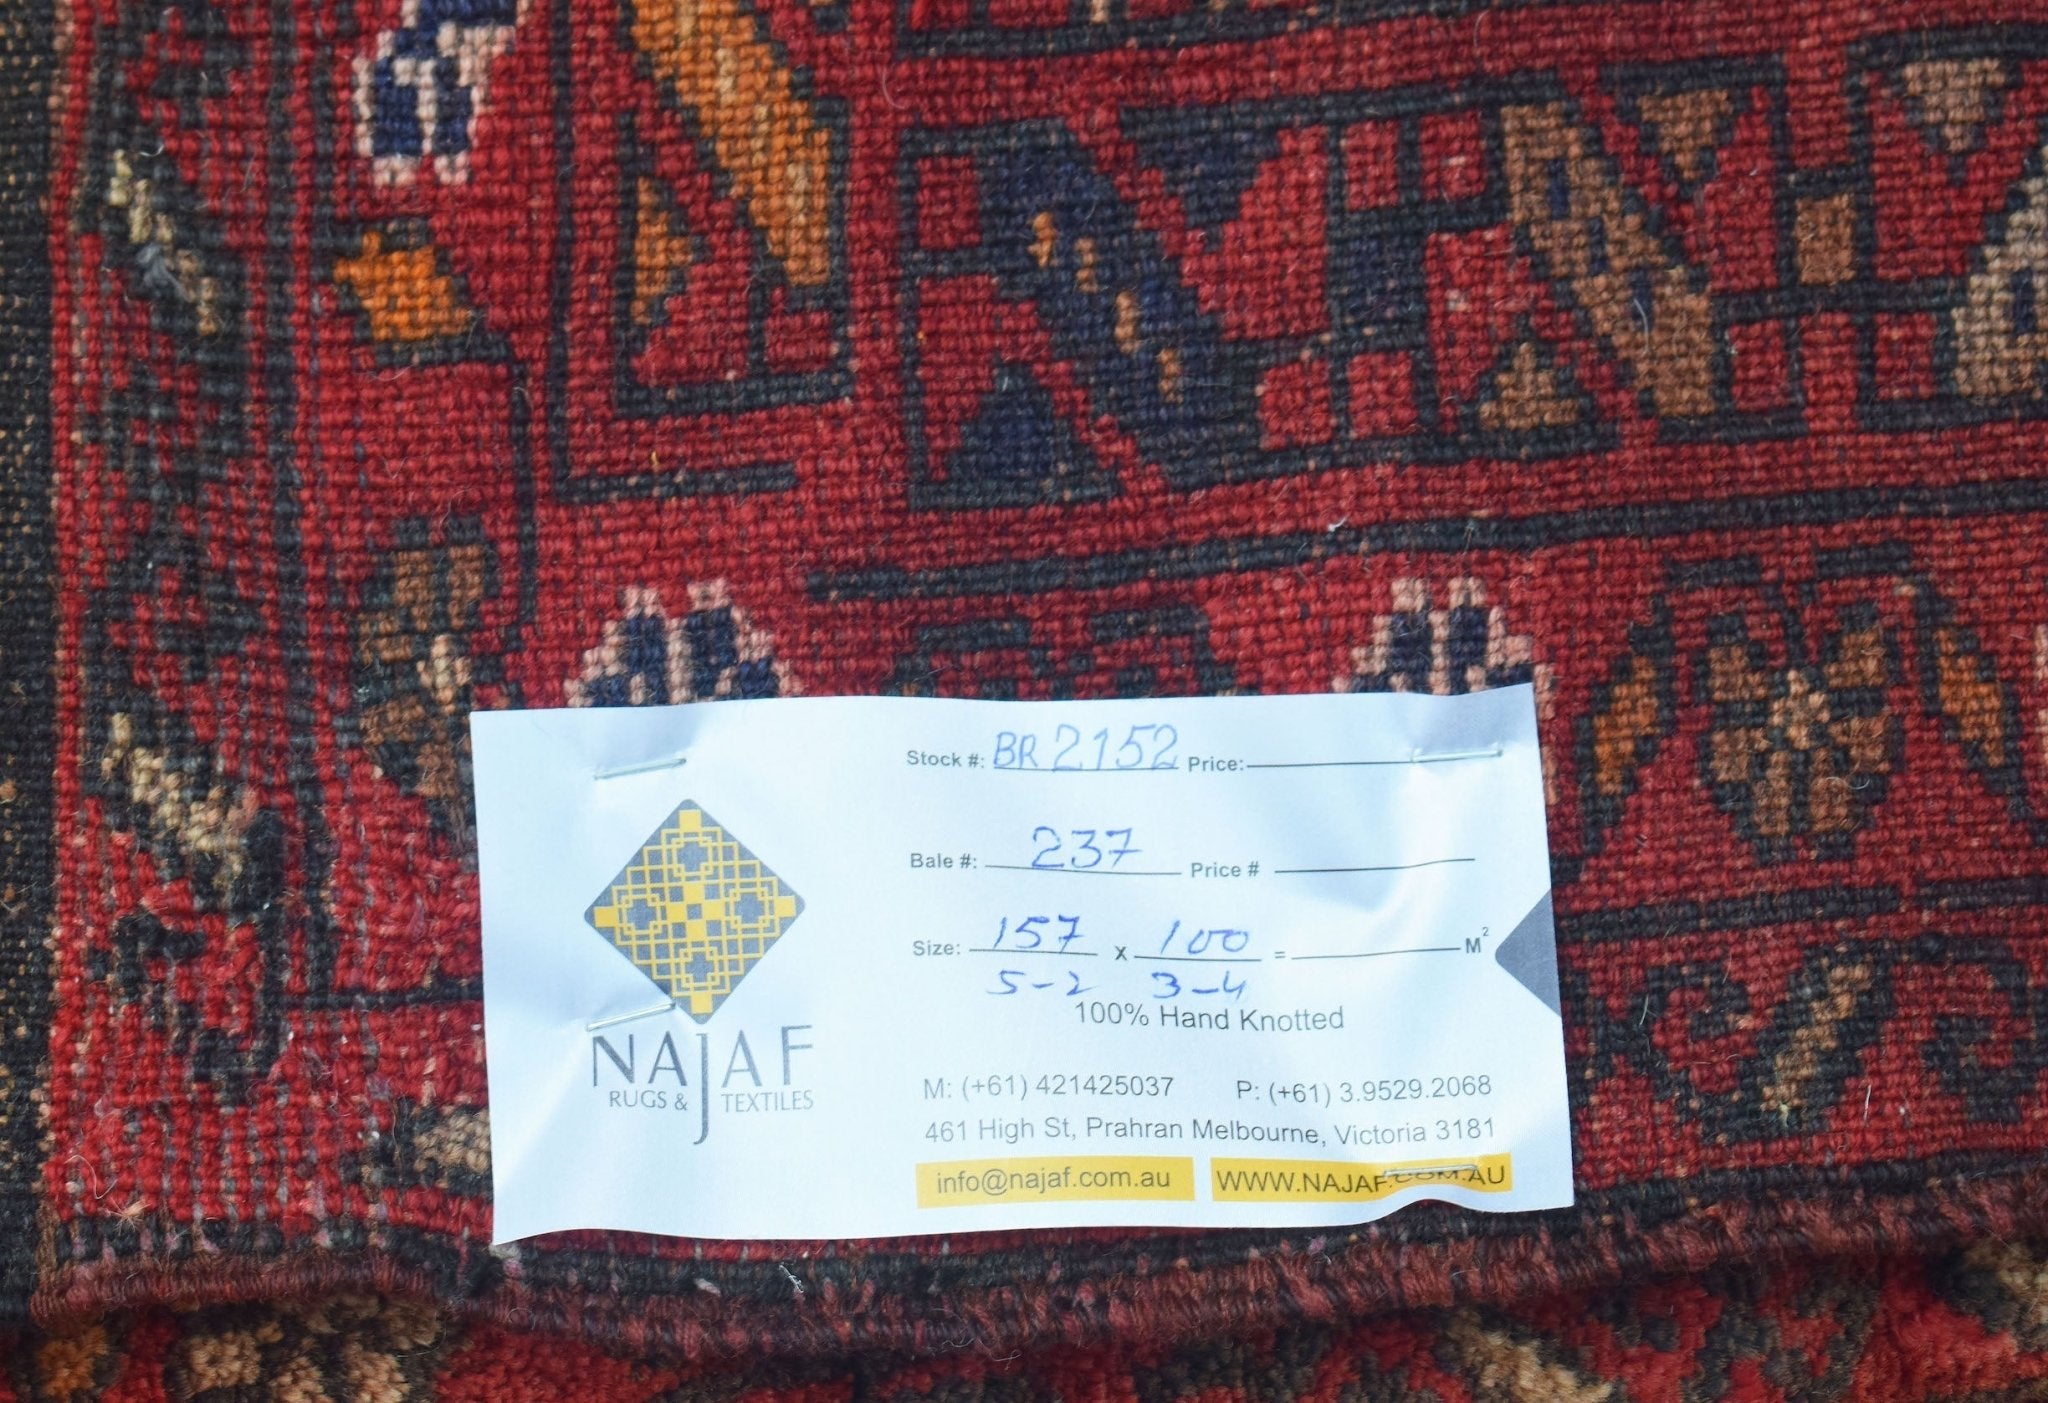 Stock #: BR 2152 Price:
Bale #: 237 Price #
Size: 157 x 100 = M²
5-2 3-4
100% Hand Knotted
NAJAF
RUGS & TEXTILES
M: (+61) 421425037 P: (+61) 3.9529.2068
461 High St, Prahran Melbourne, Victoria 3181
info@najaf.com.au WWW.NAJAF.COM.AU